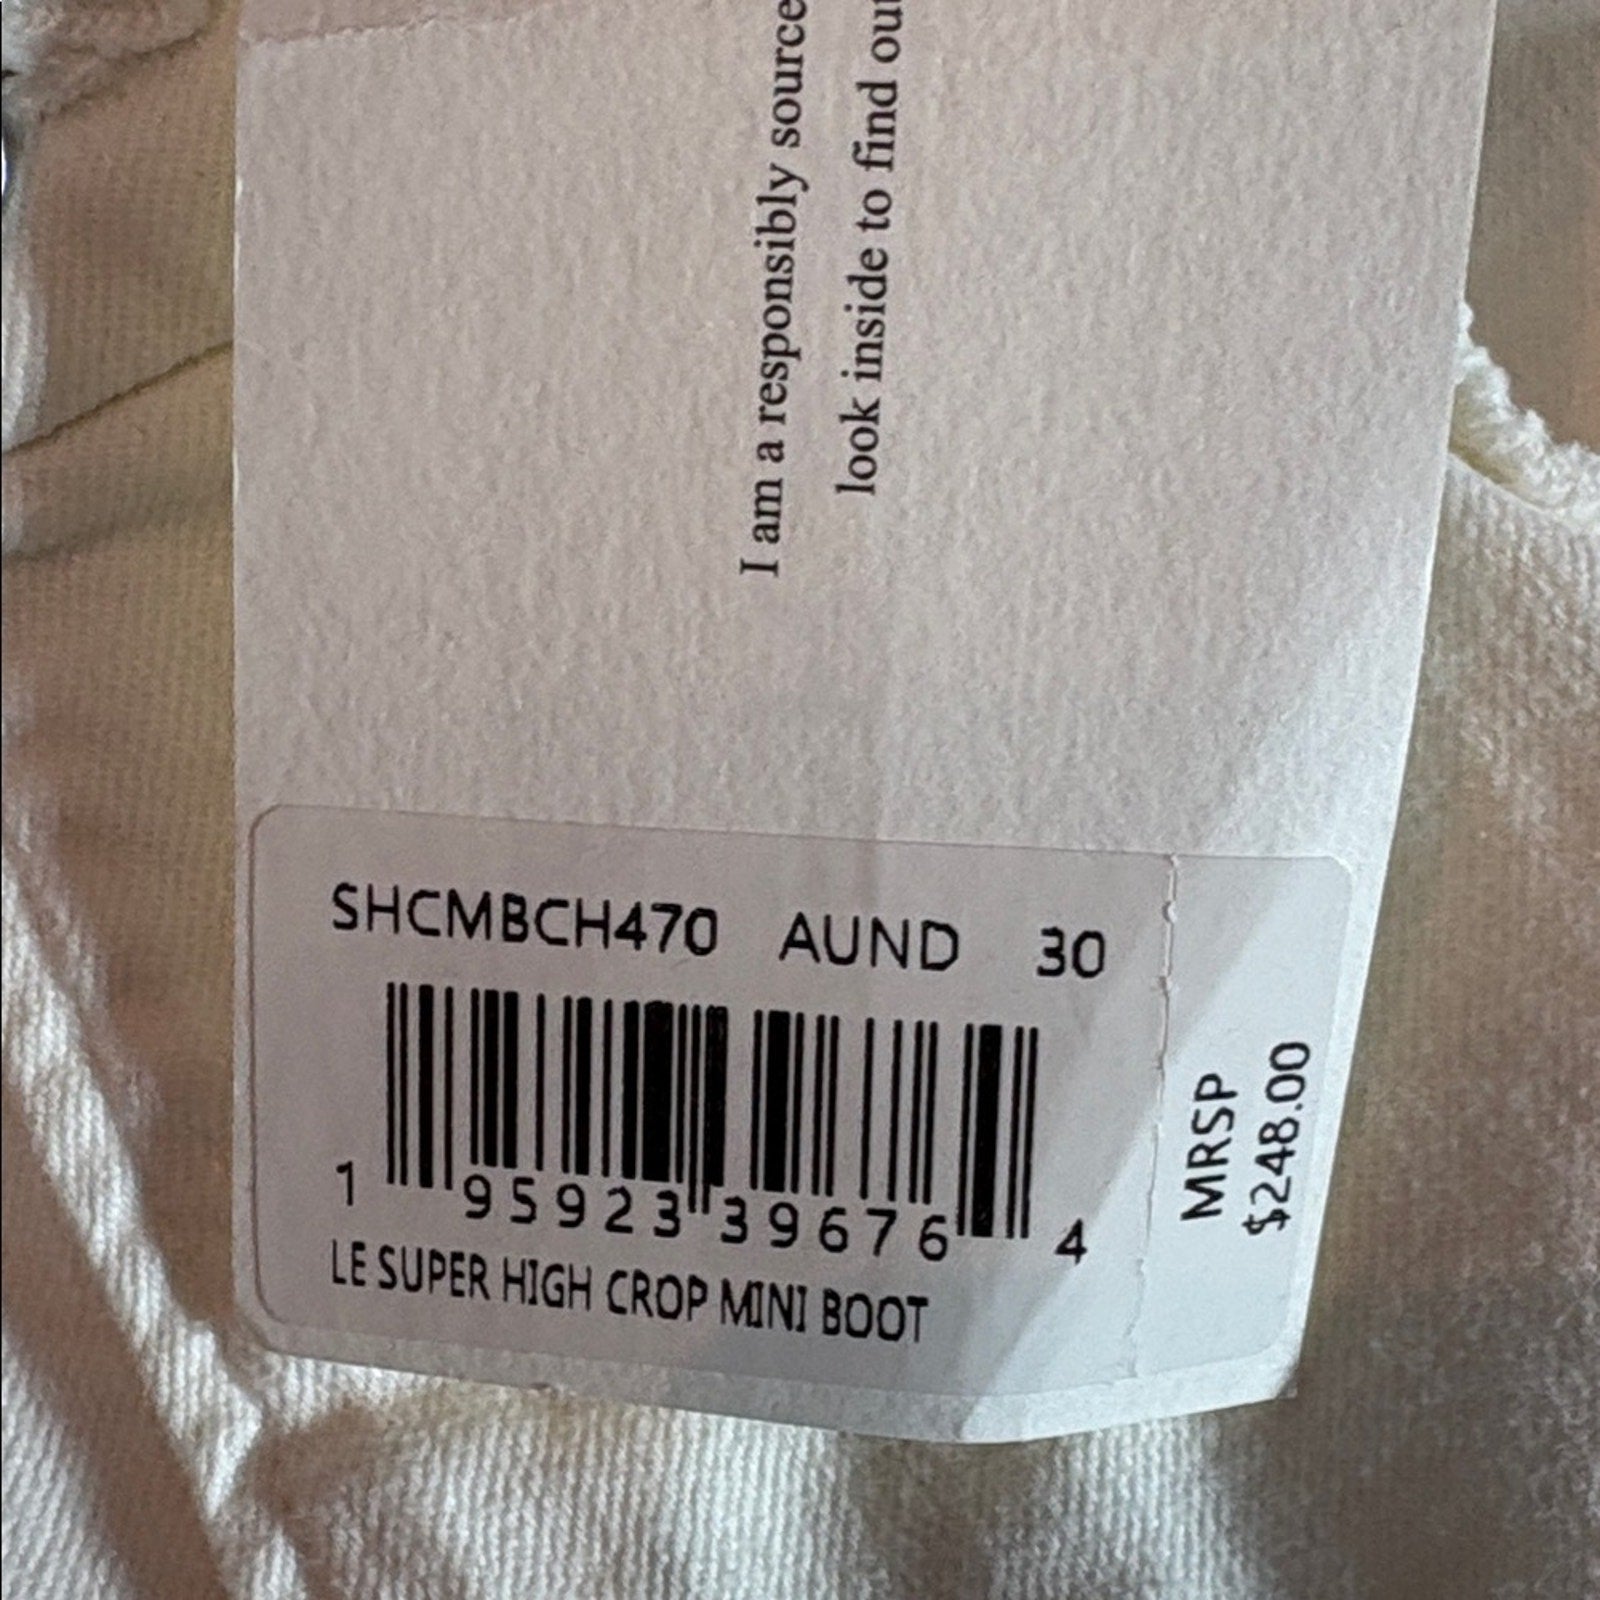 I am a responsibly source
look inside to find ou
SHCMBCH470 AUND 30
1 95923 39676 4
LE SUPER HIGH CROP MINI BOOT
MRSP
$248.00